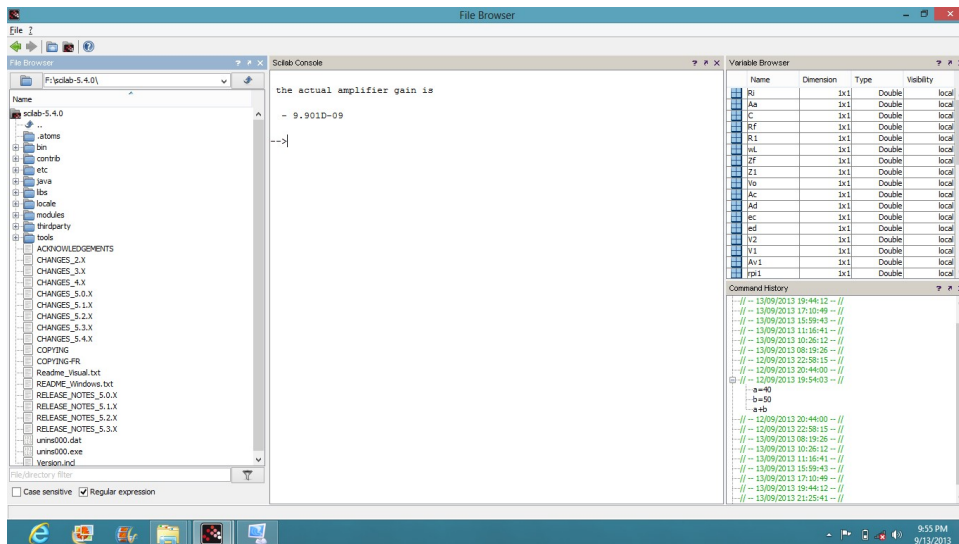 File Browser
File ?
File Browser ? x
F:\scilab-5.4.0\
Name
scilab-5.4.0
..
.atoms
bin
contrib
etc
java
libs
locale
modules
thirdparty
tools
ACKNOWLEDGEMENTS
CHANGES_2.X
CHANGES_3.X
CHANGES_4.X
CHANGES_5.0.X
CHANGES_5.1.X
CHANGES_5.2.X
CHANGES_5.3.X
CHANGES_5.4.X
COPYING
COPYING-FR
Readme_Visual.txt
README_Windows.txt
RELEASE_NOTES_5.0.X
RELEASE_NOTES_5.1.X
RELEASE_NOTES_5.2.X
RELEASE_NOTES_5.3.X
unins000.dat
unins000.exe
Version.incl
File/directory filter
Case sensitive Regular expression
Scilab Console ? x
the actual amplifier gain is
- 9.901D-09
-->
Variable Browser ?
Name Dimension Type Visibility
Ri 1x1 Double local
Aa 1x1 Double local
C 1x1 Double local
Rf 1x1 Double local
R1 1x1 Double local
wL 1x1 Double local
Zf 1x1 Double local
Z1 1x1 Double local
Vo 1x1 Double local
Ac 1x1 Double local
Ad 1x1 Double local
ec 1x1 Double local
ed 1x1 Double local
V2 1x1 Double local
V1 1x1 Double local
Av1 1x1 Double local
rpi1 1x1 Double local
Command History ?
// -- 13/09/2013 19:44:12 -- //
// -- 13/09/2013 17:10:49 -- //
// -- 13/09/2013 15:59:43 -- //
// -- 13/09/2013 11:16:41 -- //
// -- 13/09/2013 10:26:12 -- //
// -- 13/09/2013 08:19:26 -- //
// -- 12/09/2013 22:58:15 -- //
// -- 12/09/2013 20:44:00 -- //
// -- 12/09/2013 19:54:03 -- //
a=40
b=50
a+b
// -- 12/09/2013 20:44:00 -- //
// -- 12/09/2013 22:58:15 -- //
// -- 13/09/2013 08:19:26 -- //
// -- 13/09/2013 10:26:12 -- //
// -- 13/09/2013 11:16:41 -- //
// -- 13/09/2013 15:59:43 -- //
// -- 13/09/2013 17:10:49 -- //
// -- 13/09/2013 19:44:12 -- //
// -- 13/09/2013 21:25:41 -- //
9:55 PM
9/13/2013